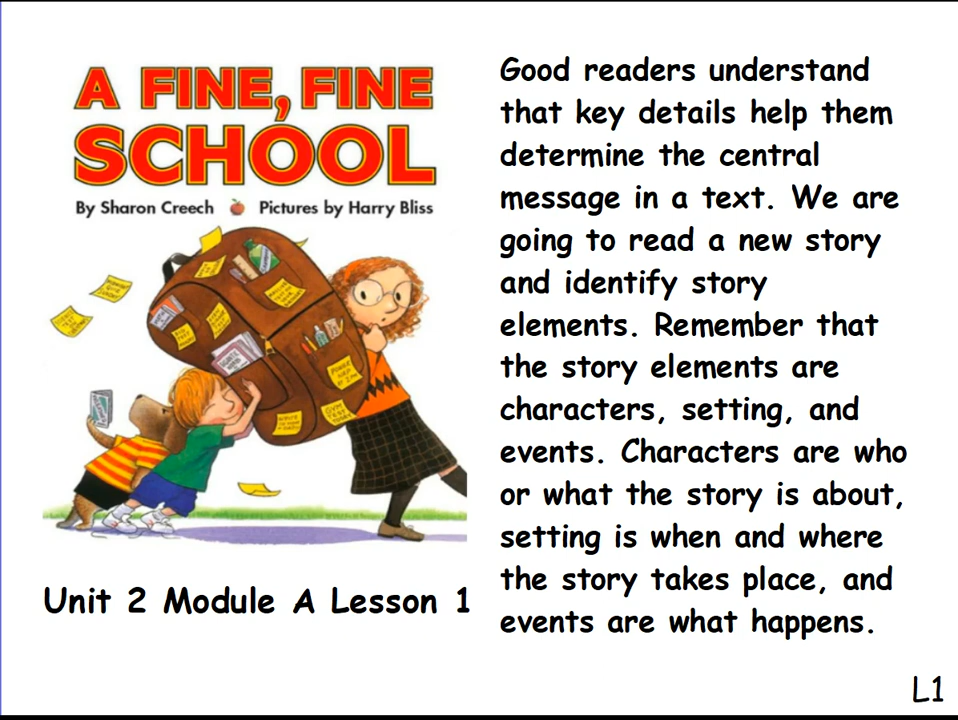 A FINE, FINE
SCHOOL
By Sharon Creech Pictures by Harry Bliss
Unit 2 Module A Lesson 1
Good readers understand
that key details help them
determine the central
message in a text. We are
going to read a new story
and identify story
elements. Remember that
the story elements are
characters, setting, and
events. Characters are who
or what the story is about,
setting is when and where
the story takes place, and
events are what happens.
L1